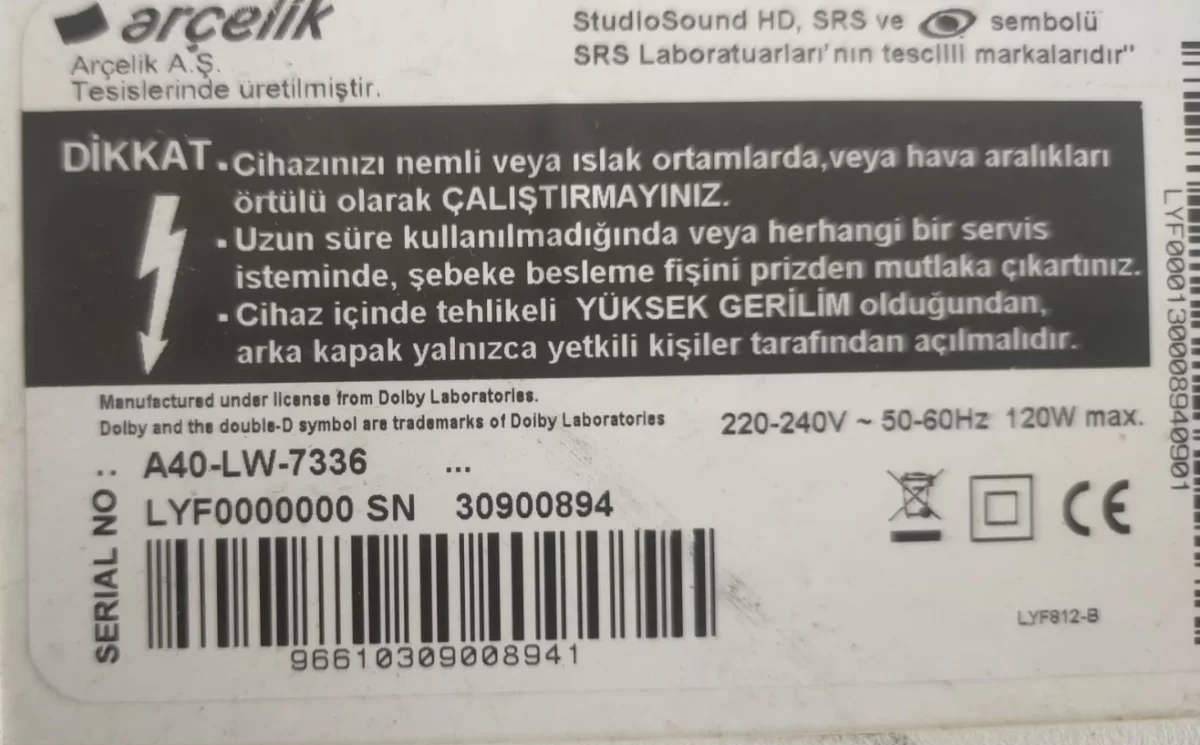 arçelik
Arçelik A.Ş.
Tesislerinde üretilmiştir.
StudioSound HD, SRS ve sembolü
SRS Laboratuarları'nın tescilli markalarıdır"
DİKKAT
▪ Cihazınızı nemli veya ıslak ortamlarda,veya hava aralıkları
örtülü olarak ÇALIŞTIRMAYINIZ.
▪ Uzun süre kullanılmadığında veya herhangi bir servis
isteminde, şebeke besleme fişini prizden mutlaka çıkartınız.
▪ Cihaz içinde tehlikeli YÜKSEK GERİLİM olduğundan,
arka kapak yalnızca yetkili kişiler tarafından açılmalıdır.
Manufactured under license from Dolby Laboratories.
Dolby and the double-D symbol are trademarks of Dolby Laboratories
220-240V ~ 50-60Hz 120W max.
SERIAL NO :
A40-LW-7336 ...
LYF0000000 SN 30900894
96610309008941
CE
LYF812-B
LYF000130008940901